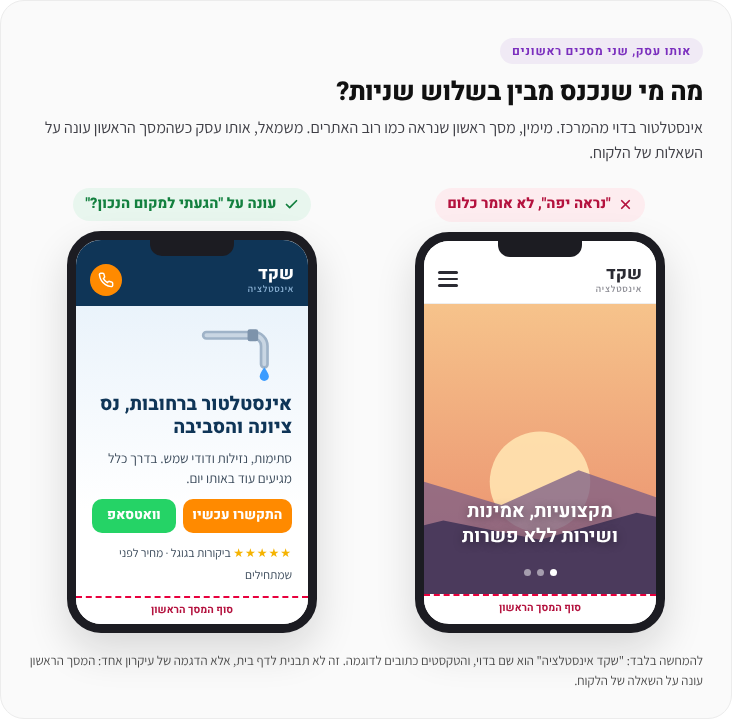 אותו עסק, שני מסכים ראשונים
מה מי שנכנס מבין בשלוש שניות?
אינסטלטור בדוי מהמרכז. מימין, מסך ראשון שנראה כמו רוב האתרים. משמאל, אותו עסק כשהמסך הראשון עונה על
השאלות של הלקוח.
"נראה יפה", לא אומר כלום
שקד
אינסטלציה
מקצועיות, אמינות
ושירות ללא פשרות
סוף המסך הראשון
עונה על "הגעתי למקום הנכון?"
שקד
אינסטלציה
אינסטלטור ברחובות, נס
ציונה והסביבה
סתימות, נזילות ודודי שמש. בדרך כלל
מגיעים עוד באותו יום.
התקשרו עכשיו
וואטסאפ
★★★★★ ביקורות בגוגל · מחיר לפני
שמתחילים
סוף המסך הראשון
להמחשה בלבד: "שקד אינסטלציה" הוא שם בדוי, והטקסטים כתובים לדוגמה. זה לא תבנית לדף בית, אלא הדגמה של עיקרון אחד: המסך הראשון
עונה על השאלה של הלקוח.